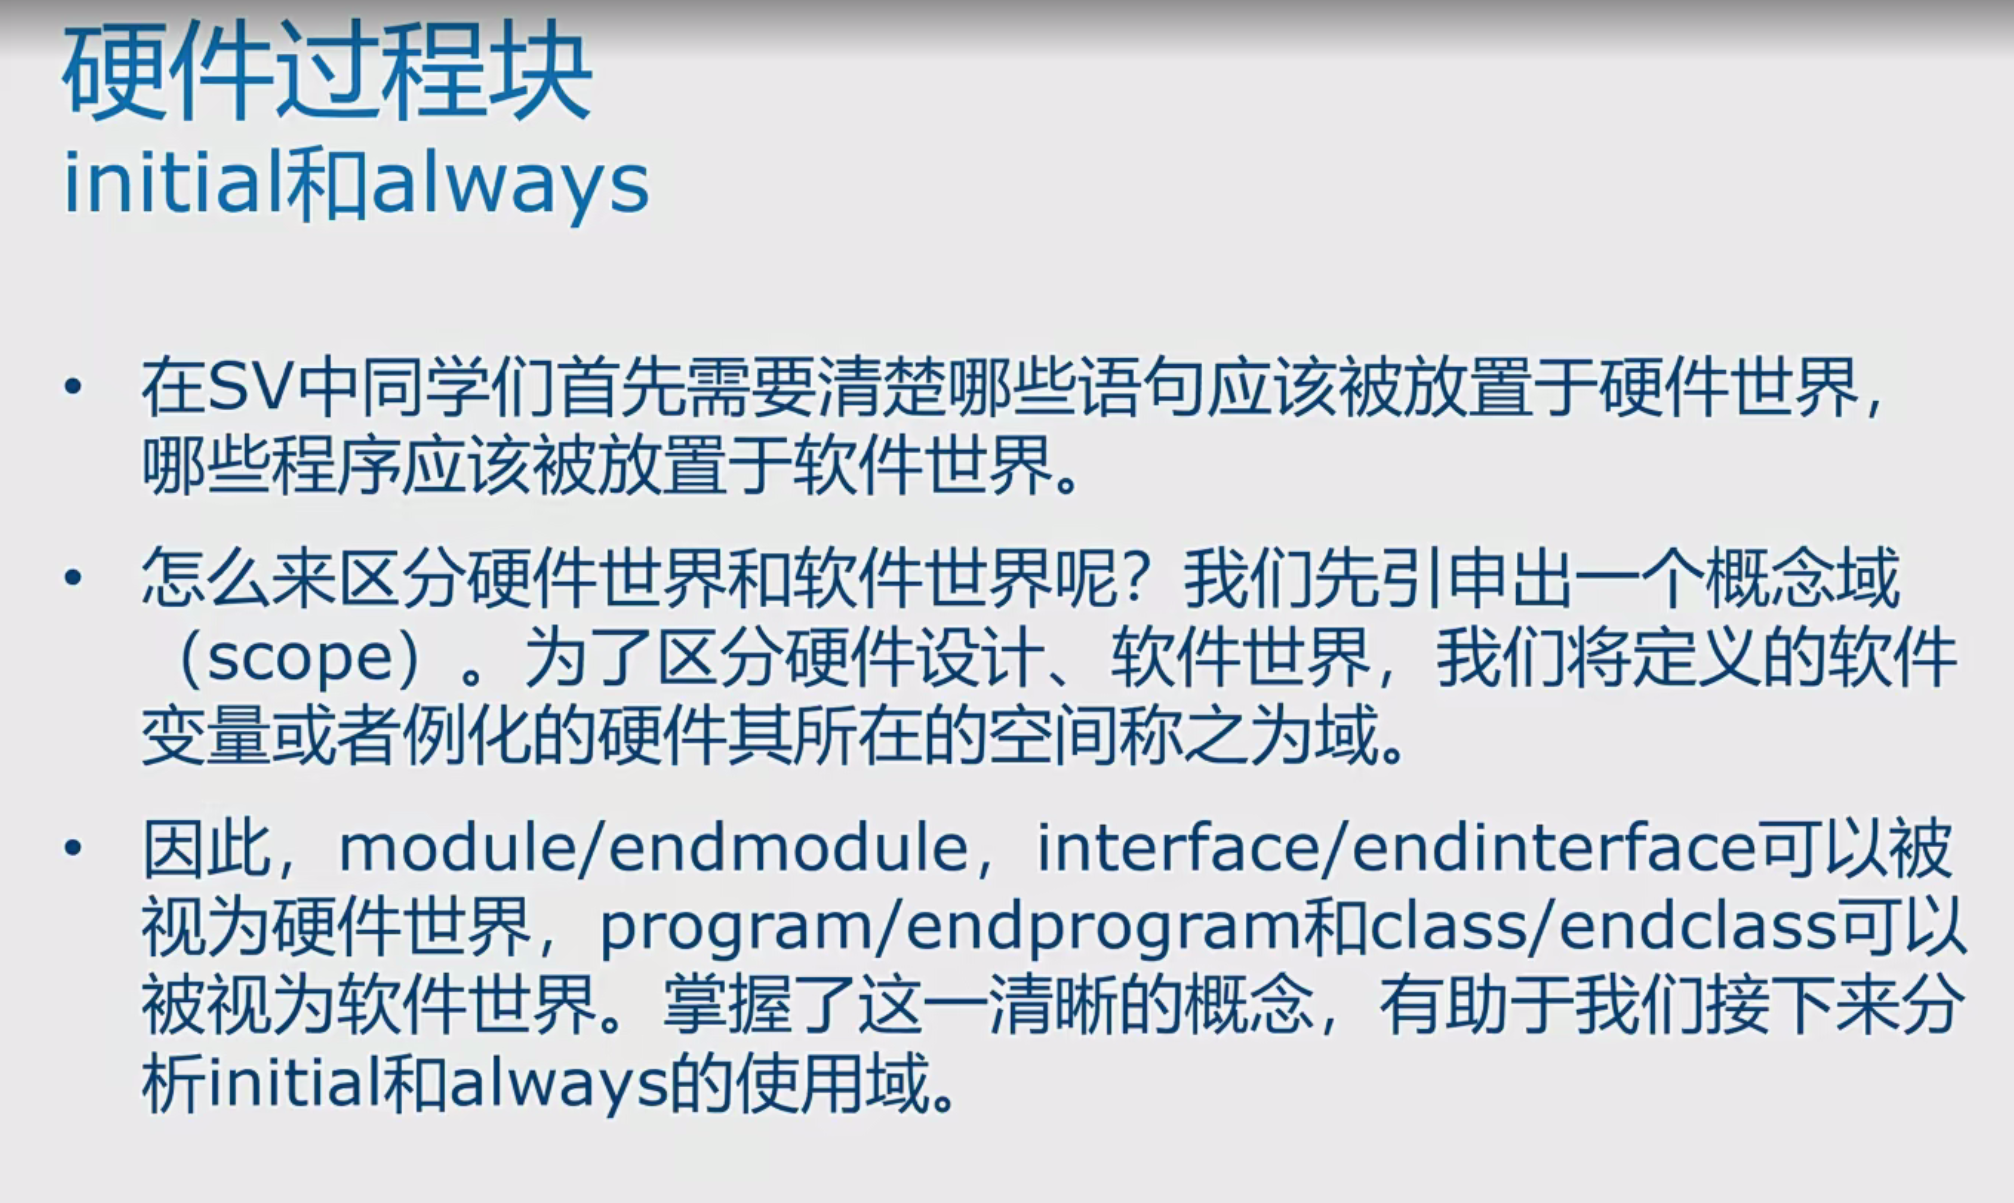 硬件过程块
initial和always
• 在SV中同学们首先需要清楚哪些语句应该被放置于硬件世界，
哪些程序应该被放置于软件世界。
• 怎么来区分硬件世界和软件世界呢？我们先引申出一个概念域
（scope）。为了区分硬件设计、软件世界，我们将定义的软件
变量或者例化的硬件其所在的空间称之为域。
• 因此，module/endmodule，interface/endinterface可以被
视为硬件世界，program/endprogram和class/endclass可以
被视为软件世界。掌握了这一清晰的概念，有助于我们接下来分
析initial和always的使用域。